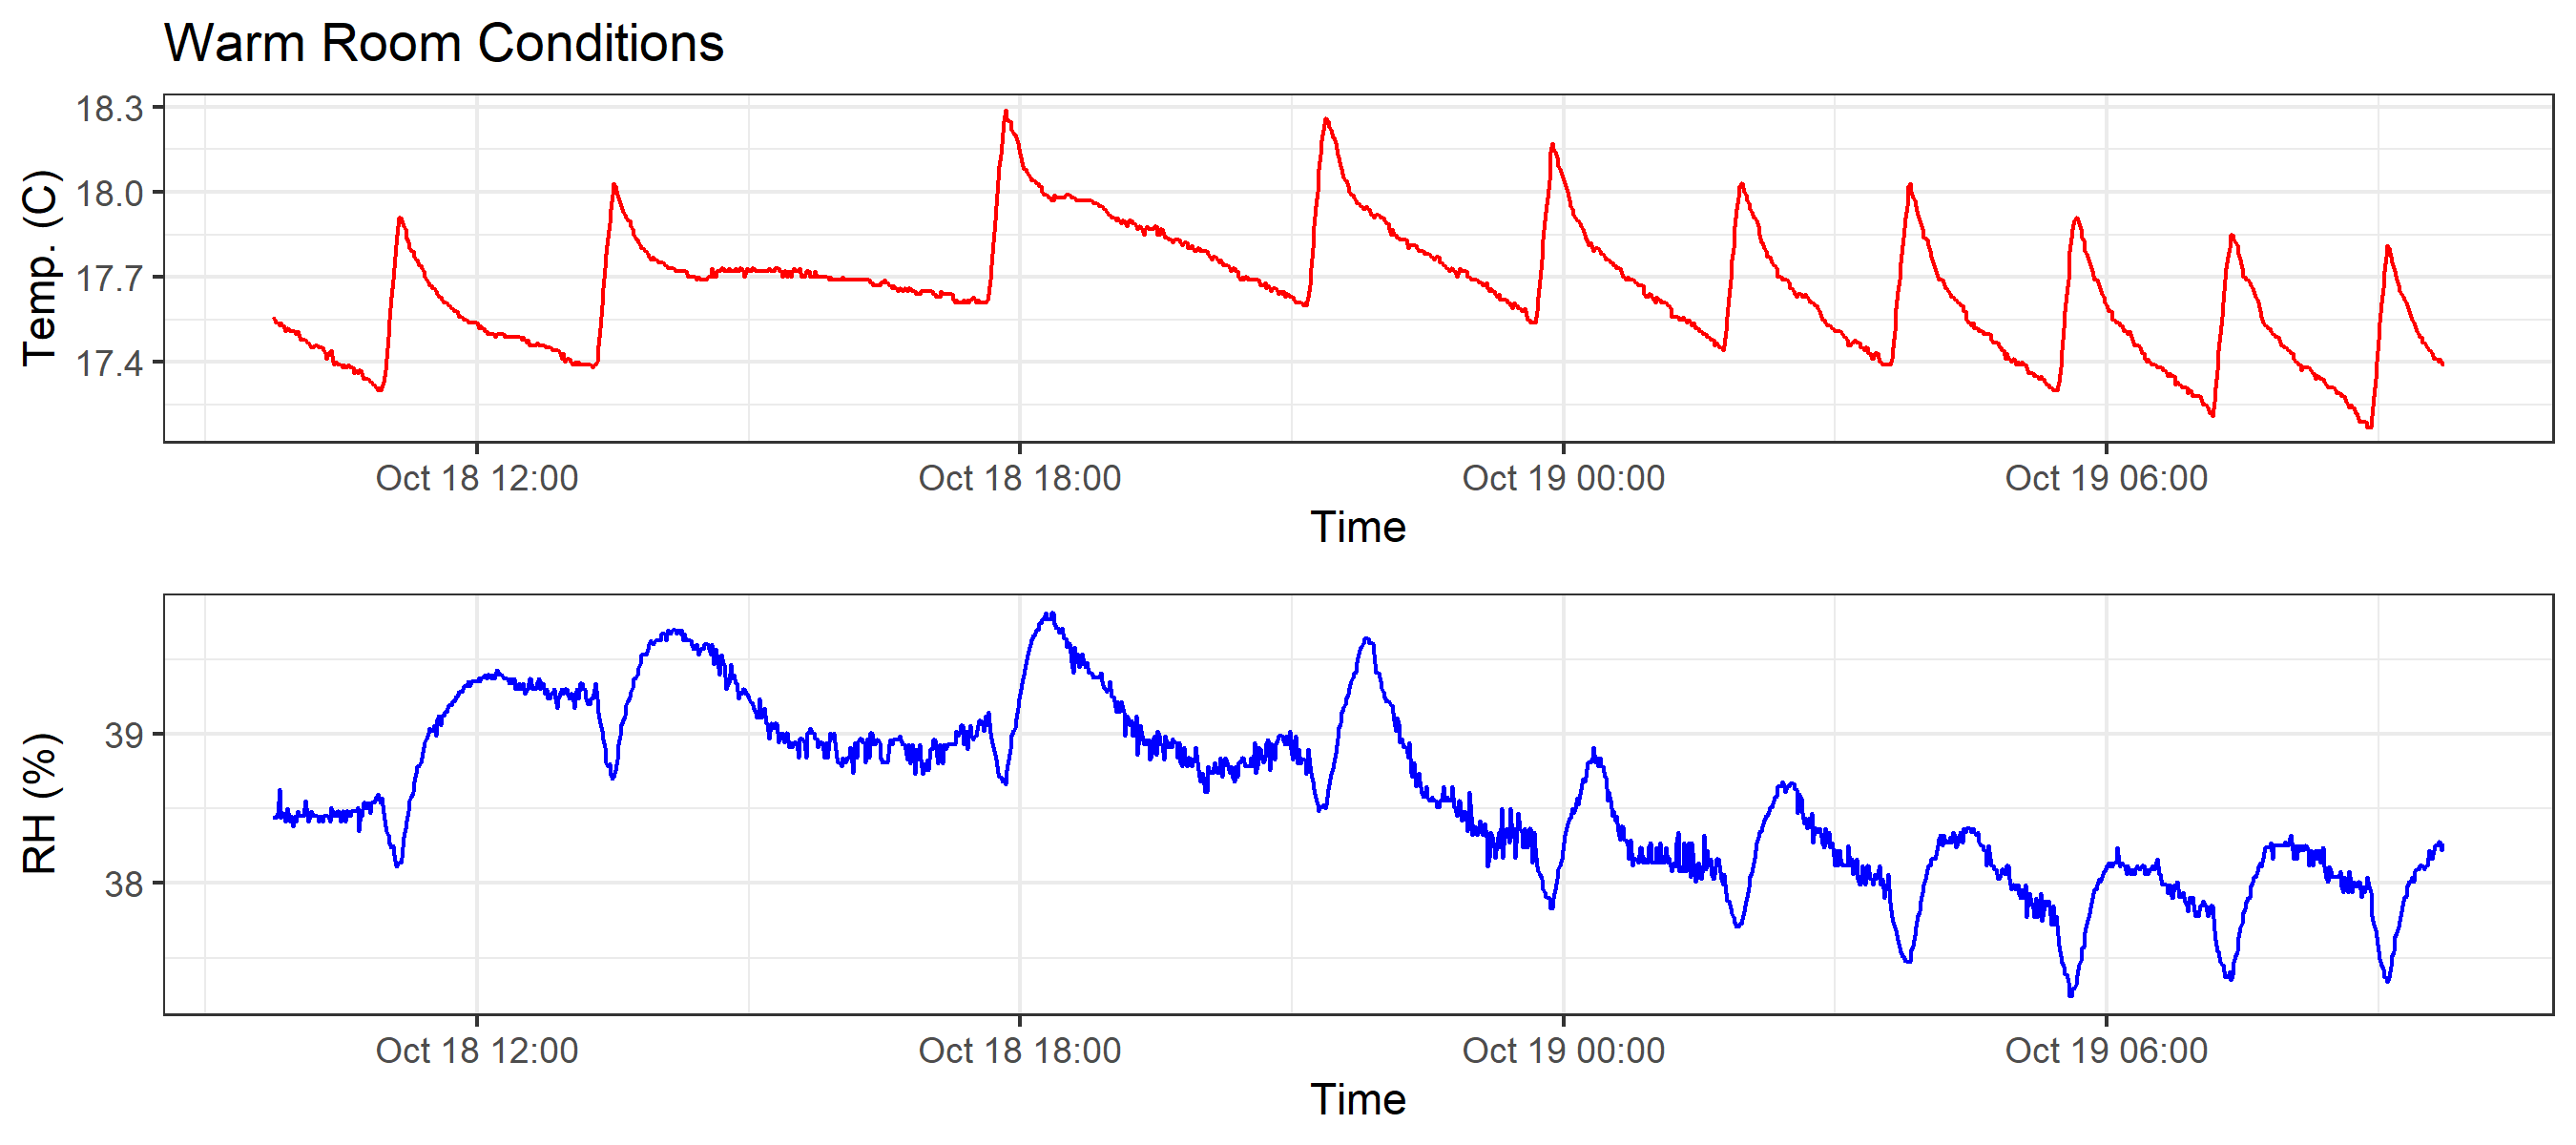 Warm Room Conditions
Temp. (C)
18.3
18.0
17.7
17.4
Oct 18 12:00 Oct 18 18:00 Oct 19 00:00 Oct 19 06:00
Time
RH (%)
39
38
Oct 18 12:00 Oct 18 18:00 Oct 19 00:00 Oct 19 06:00
Time